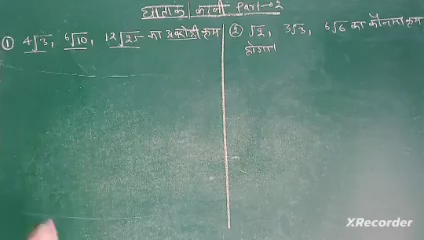 घातांक करणी Part-2
① 4√3, 6√10, 12√25 का अवरोही क्रम
② √2, 3√3, 6√6 का कौनसा क्रम
होगा।
XRecorder